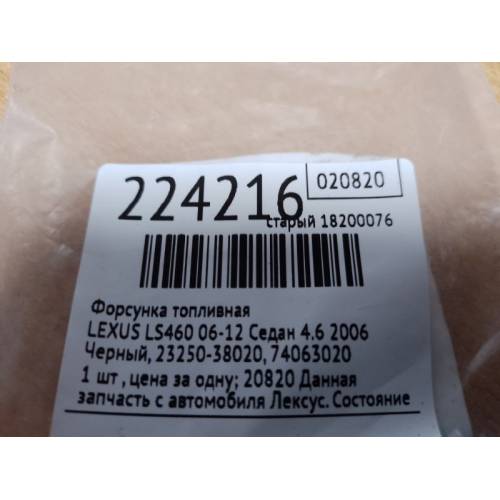 224216 020820
старый 18200076
Форсунка топливная
LEXUS LS460 06-12 Седан 4.6 2006
Черный, 23250-38020, 74063020
1 шт , цена за одну; 20820 Данная
запчасть с автомобиля Лексус. Состояние